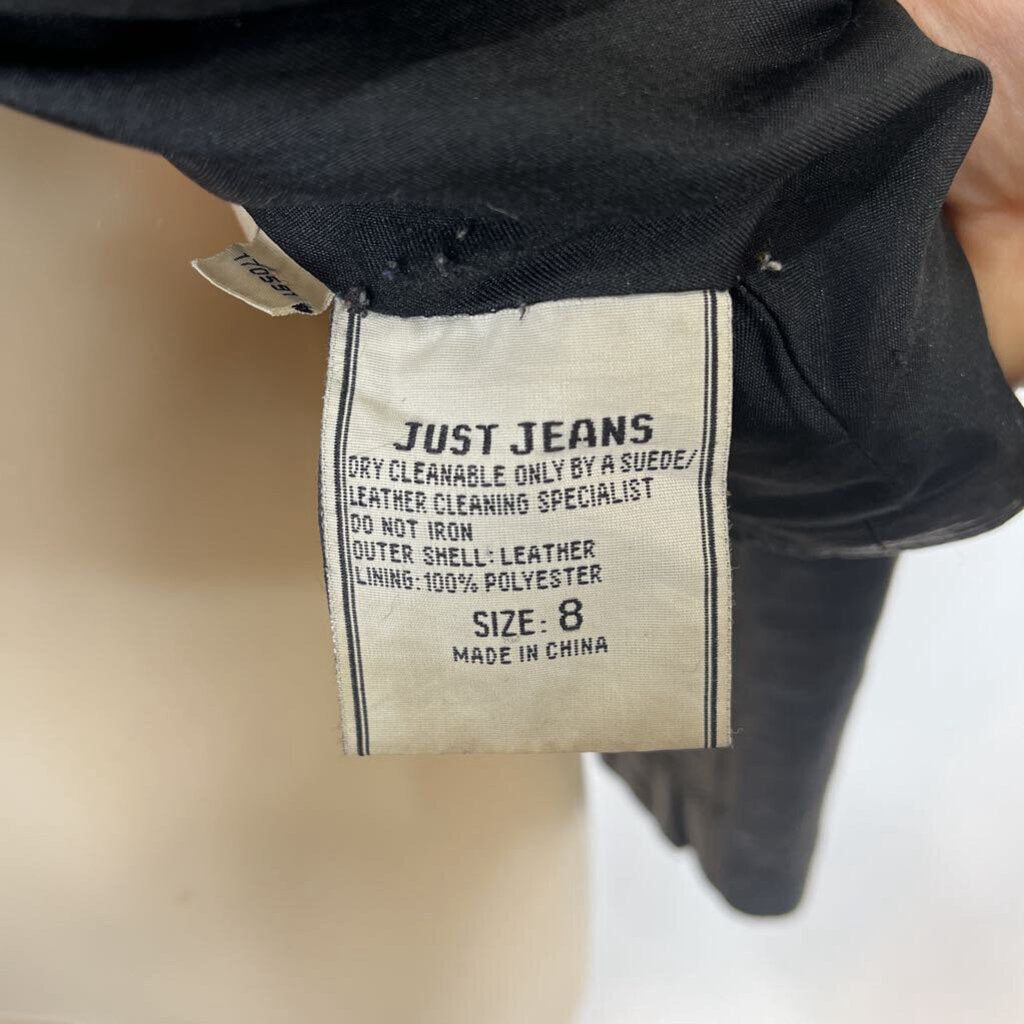 170591
JUST JEANS
DRY CLEANABLE ONLY BY A SUEDE/
LEATHER CLEANING SPECIALIST
DO NOT IRON
OUTER SHELL: LEATHER
LINING: 100% POLYESTER
SIZE: 8
MADE IN CHINA